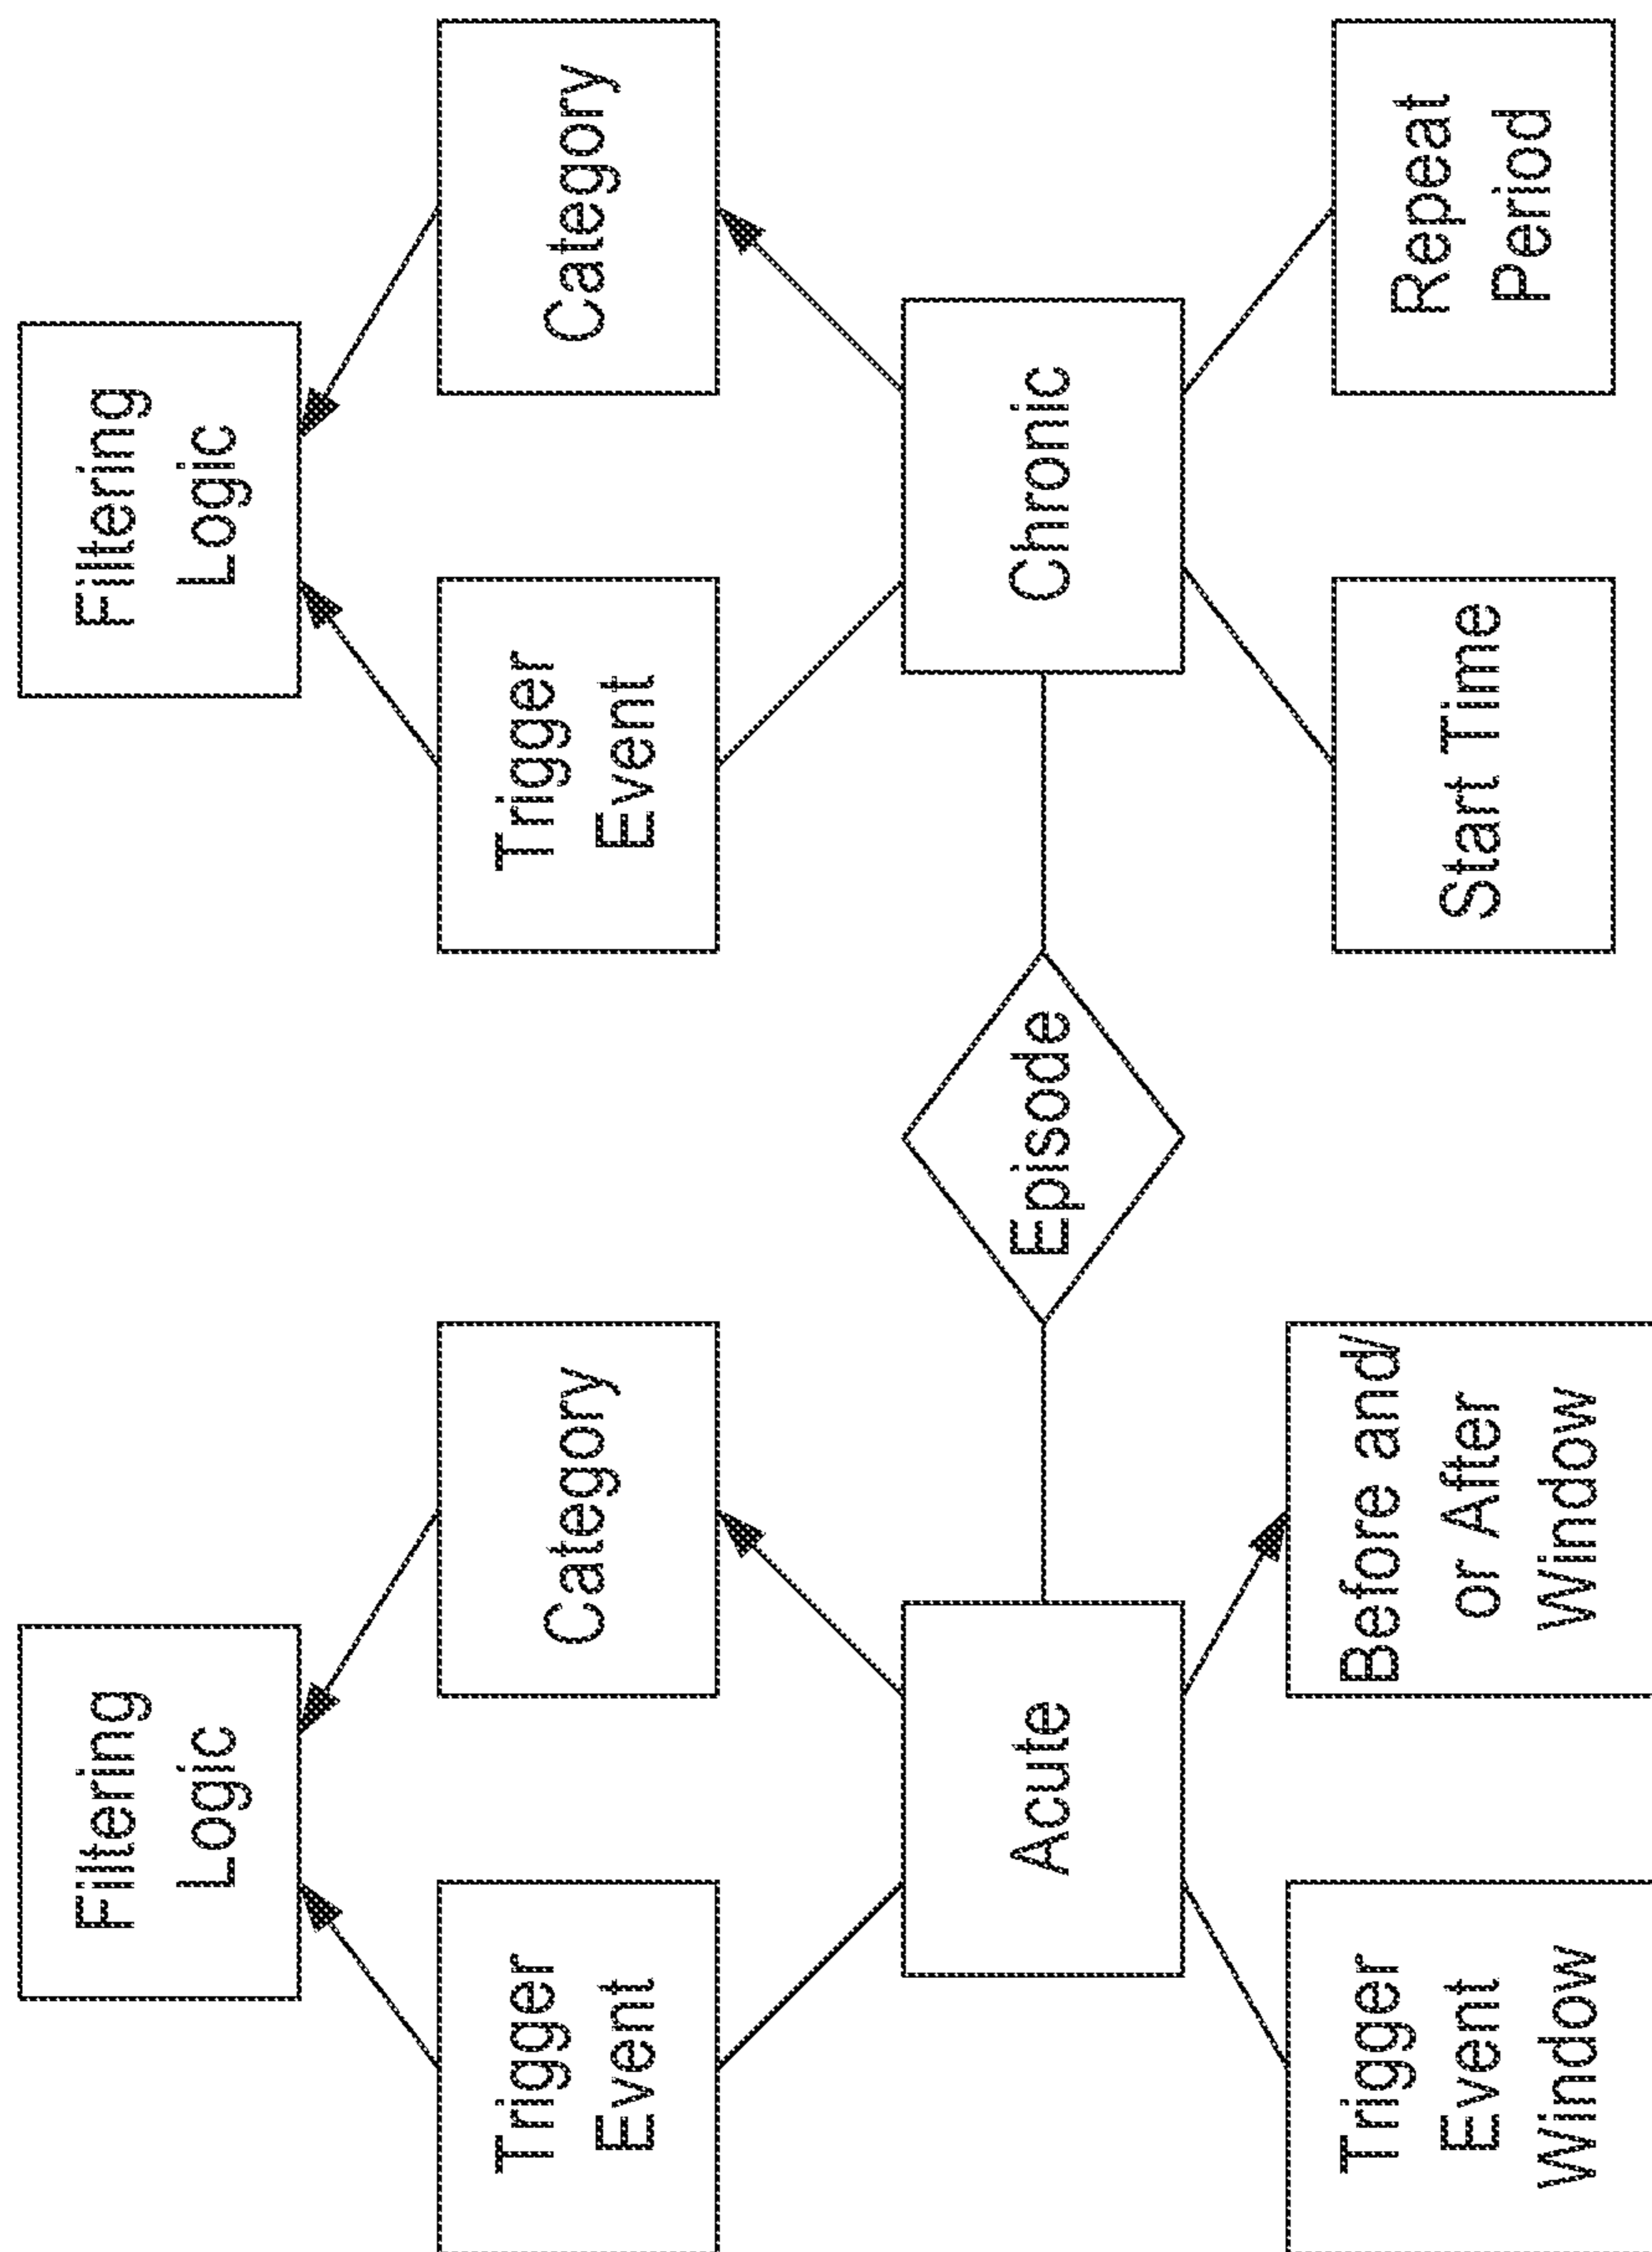 Filtering
Logic
Filtering
Logic
Trigger
Event
Category
Trigger
Event
Category
Acute
Episode
Chronic
Trigger
Event
Window
Before and/
or After
Window
Start Time
Repeat
Period